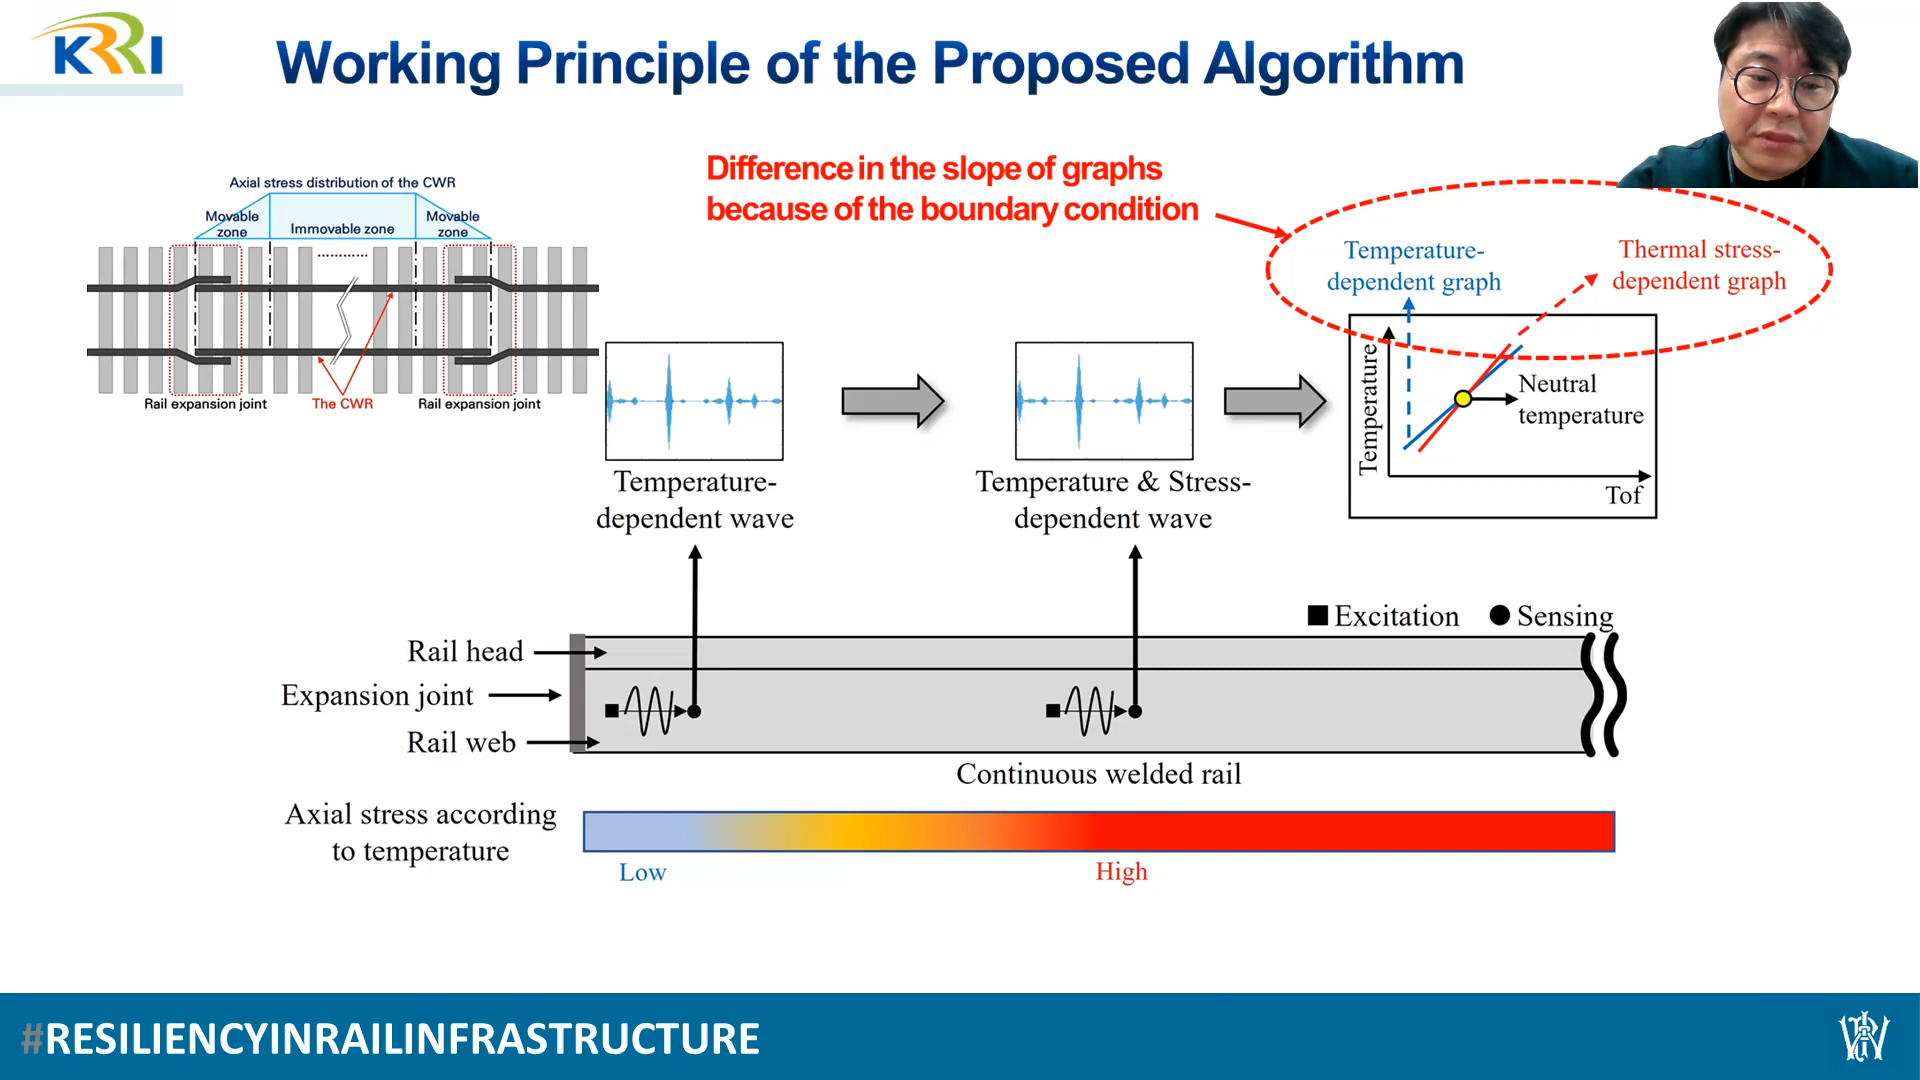 KRRI
Working Principle of the Proposed Algorithm
Difference in the slope of graphs
because of the boundary condition
Axial stress distribution of the CWR
Movable
zone
Immovable zone
Movable
zone
Rail expansion joint
The CWR
Rail expansion joint
Temperature-
dependent graph
Thermal stress-
dependent graph
Temperature
Neutral
temperature
Tof
Temperature-
dependent wave
Temperature & Stress-
dependent wave
Excitation
Sensing
Rail head
Expansion joint
Rail web
Continuous welded rail
Axial stress according
to temperature
Low
High
#RESILIENCYINRAILINFRASTRUCTURE